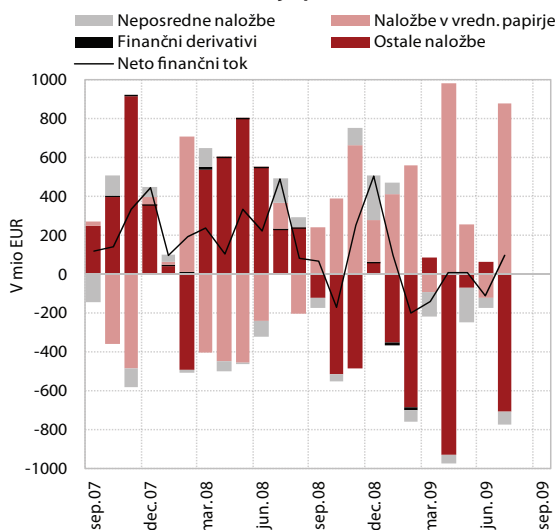 Neposredne naložbe
Naložbe v vredn. papirje
Finančni derivativi
Ostale naložbe
Neto finančni tok
V mio EUR
1000
800
600
400
200
0
-200
-400
-600
-800
-1000
sep.07
dec.07
mar.08
jun.08
sep.08
dec.08
mar.09
jun.09
sep.09